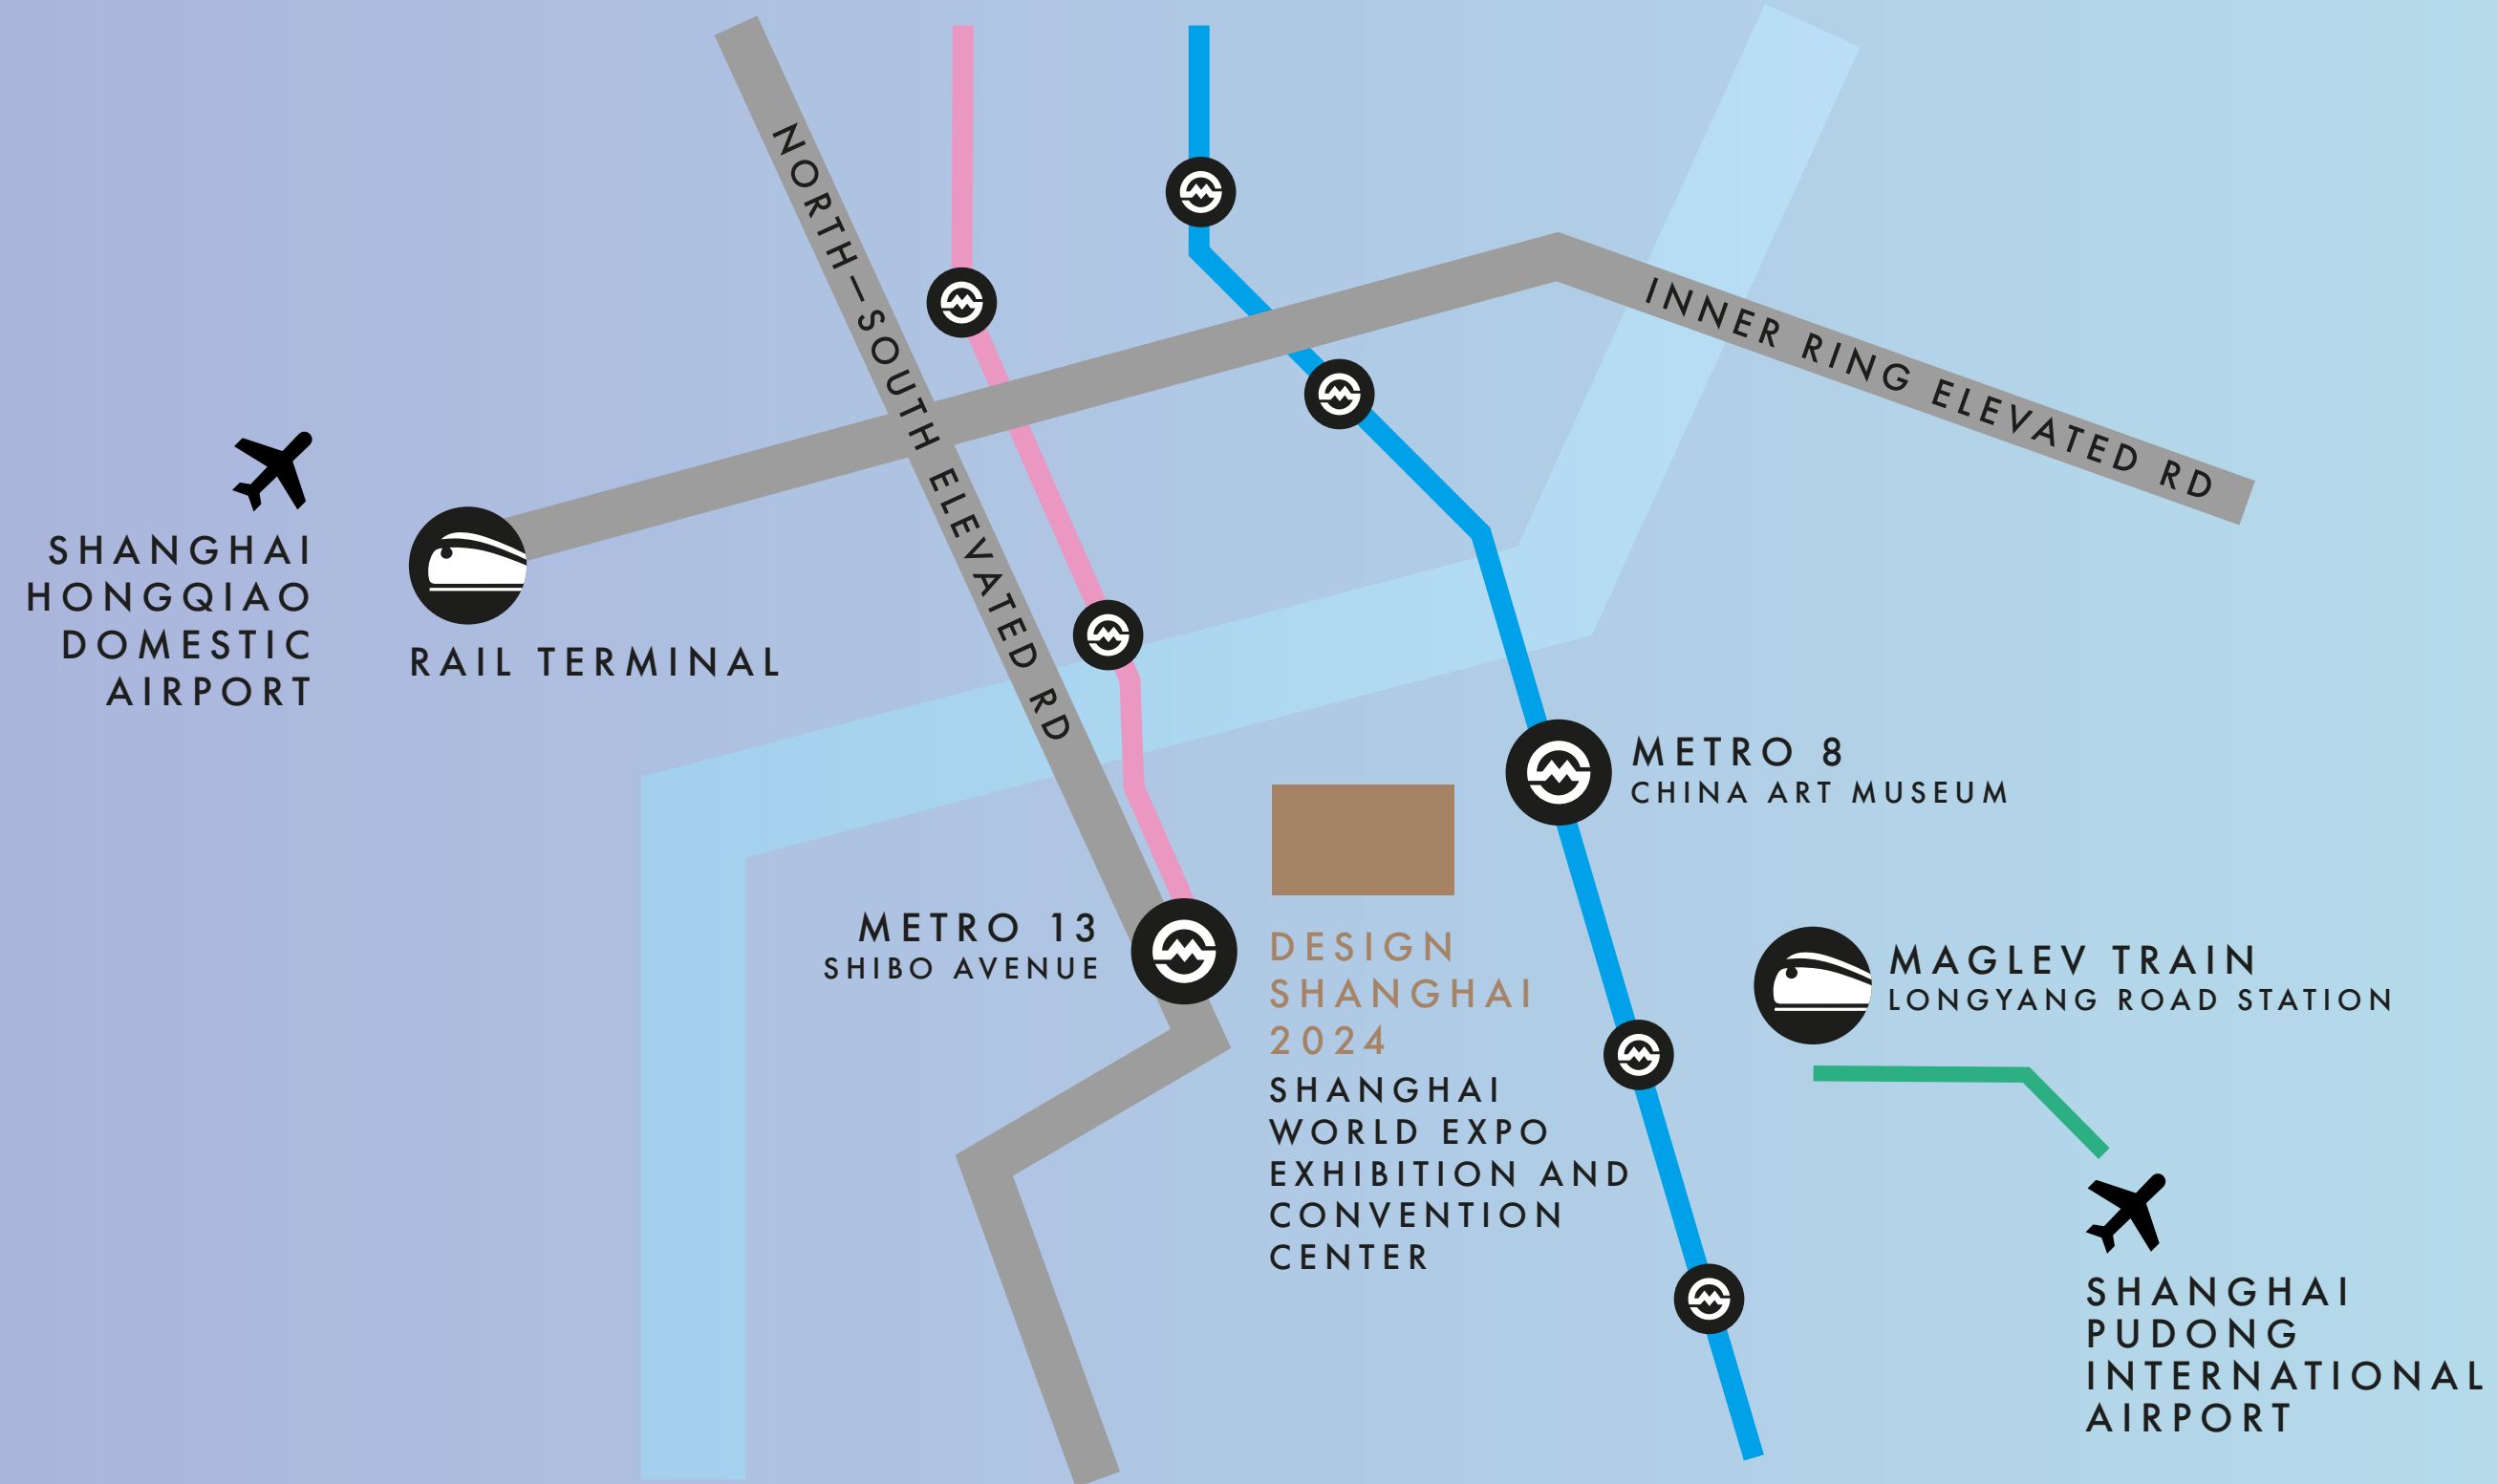 NORTH–SOUTH ELEVATED RD
INNER RING ELEVATED RD
SHANGHAI
HONGQIAO
DOMESTIC
AIRPORT
RAIL TERMINAL
METRO 8
CHINA ART MUSEUM
METRO 13
SHIBO AVENUE
DESIGN
SHANGHAI
2024
SHANGHAI
WORLD EXPO
EXHIBITION AND
CONVENTION
CENTER
MAGLEV TRAIN
LONGYANG ROAD STATION
SHANGHAI
PUDONG
INTERNATIONAL
AIRPORT